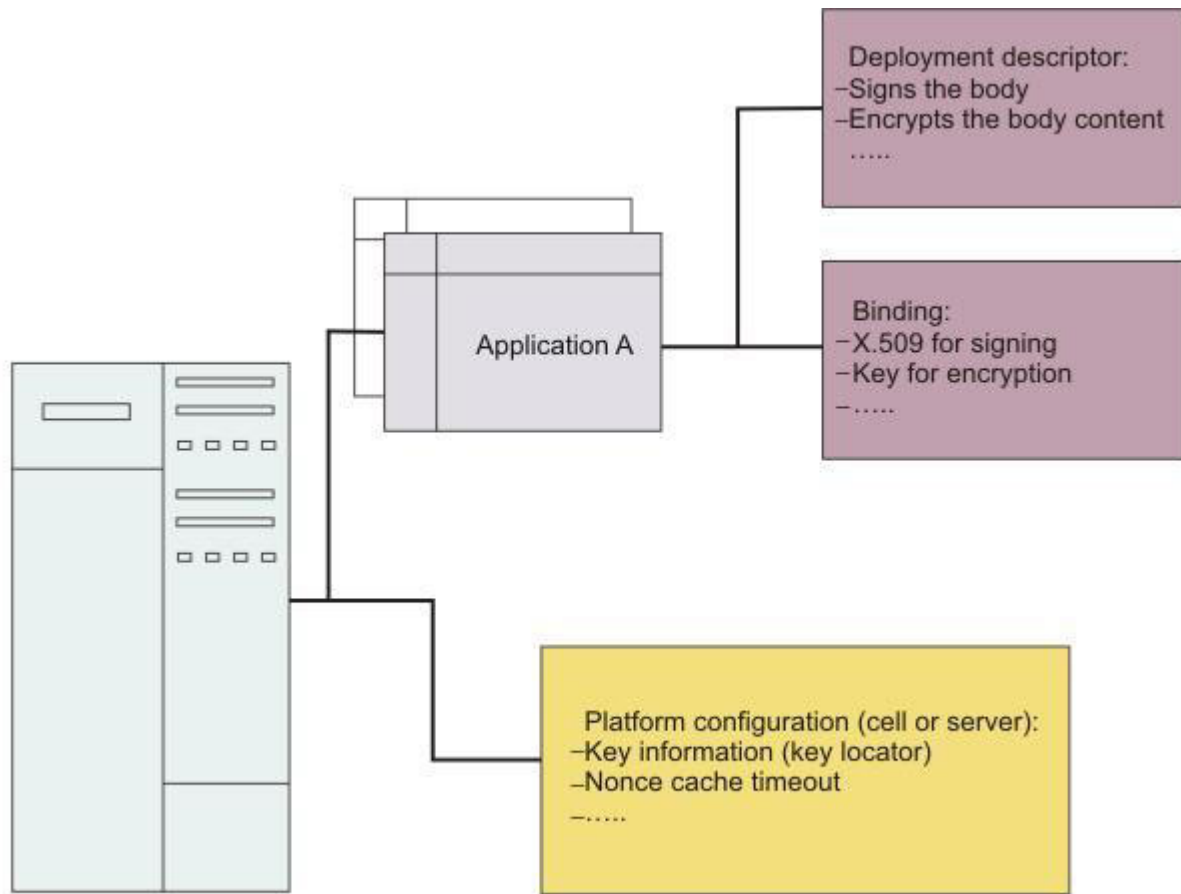 Deployment descriptor:
–Signs the body
–Encrypts the body content
…..
Application A
Binding:
–X.509 for signing
–Key for encryption
–…..
Platform configuration (cell or server):
–Key information (key locator)
–Nonce cache timeout
–…..